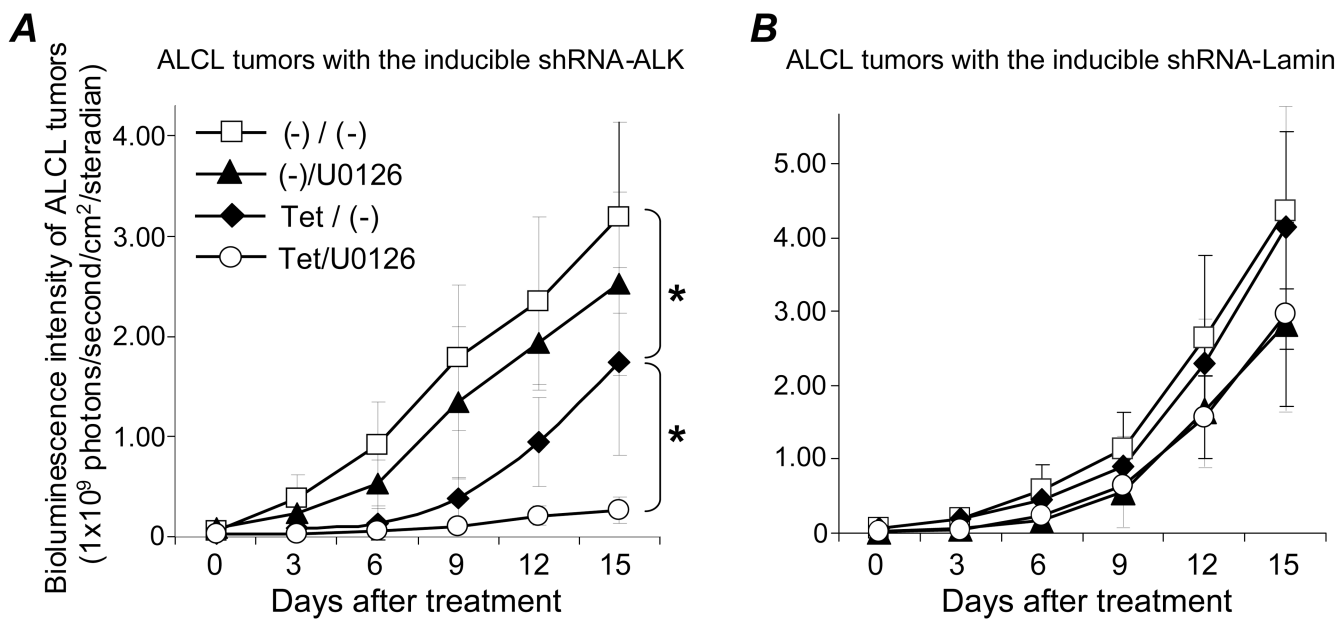 A
ALCL tumors with the inducible shRNA-ALK
Bioluminescence intensity of ALCL tumors
(1x10⁹ photons/second/cm²/steradian)
4.00
3.00
2.00
1.00
0
(-) / (-)
(-)/U0126
Tet / (-)
Tet/U0126
*
*
0 3 6 9 12 15
Days after treatment
B
ALCL tumors with the inducible shRNA-Lamin
5.00
4.00
3.00
2.00
1.00
0
0 3 6 9 12 15
Days after treatment